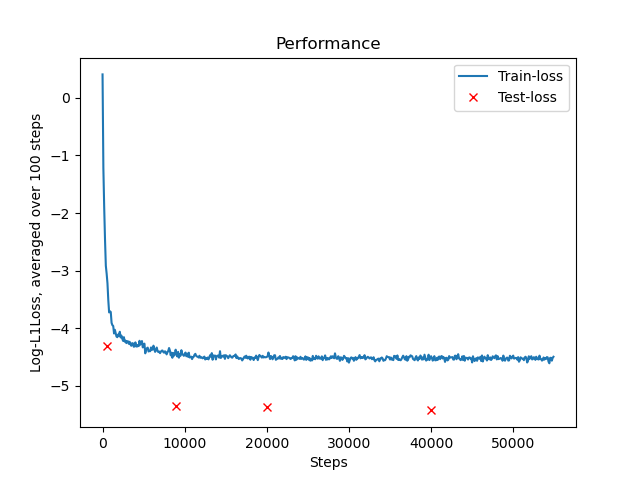 Performance
Train-loss
Test-loss
Log-L1Loss, averaged over 100 steps
0
−1
−2
−3
−4
−5
0 10000 20000 30000 40000 50000
Steps